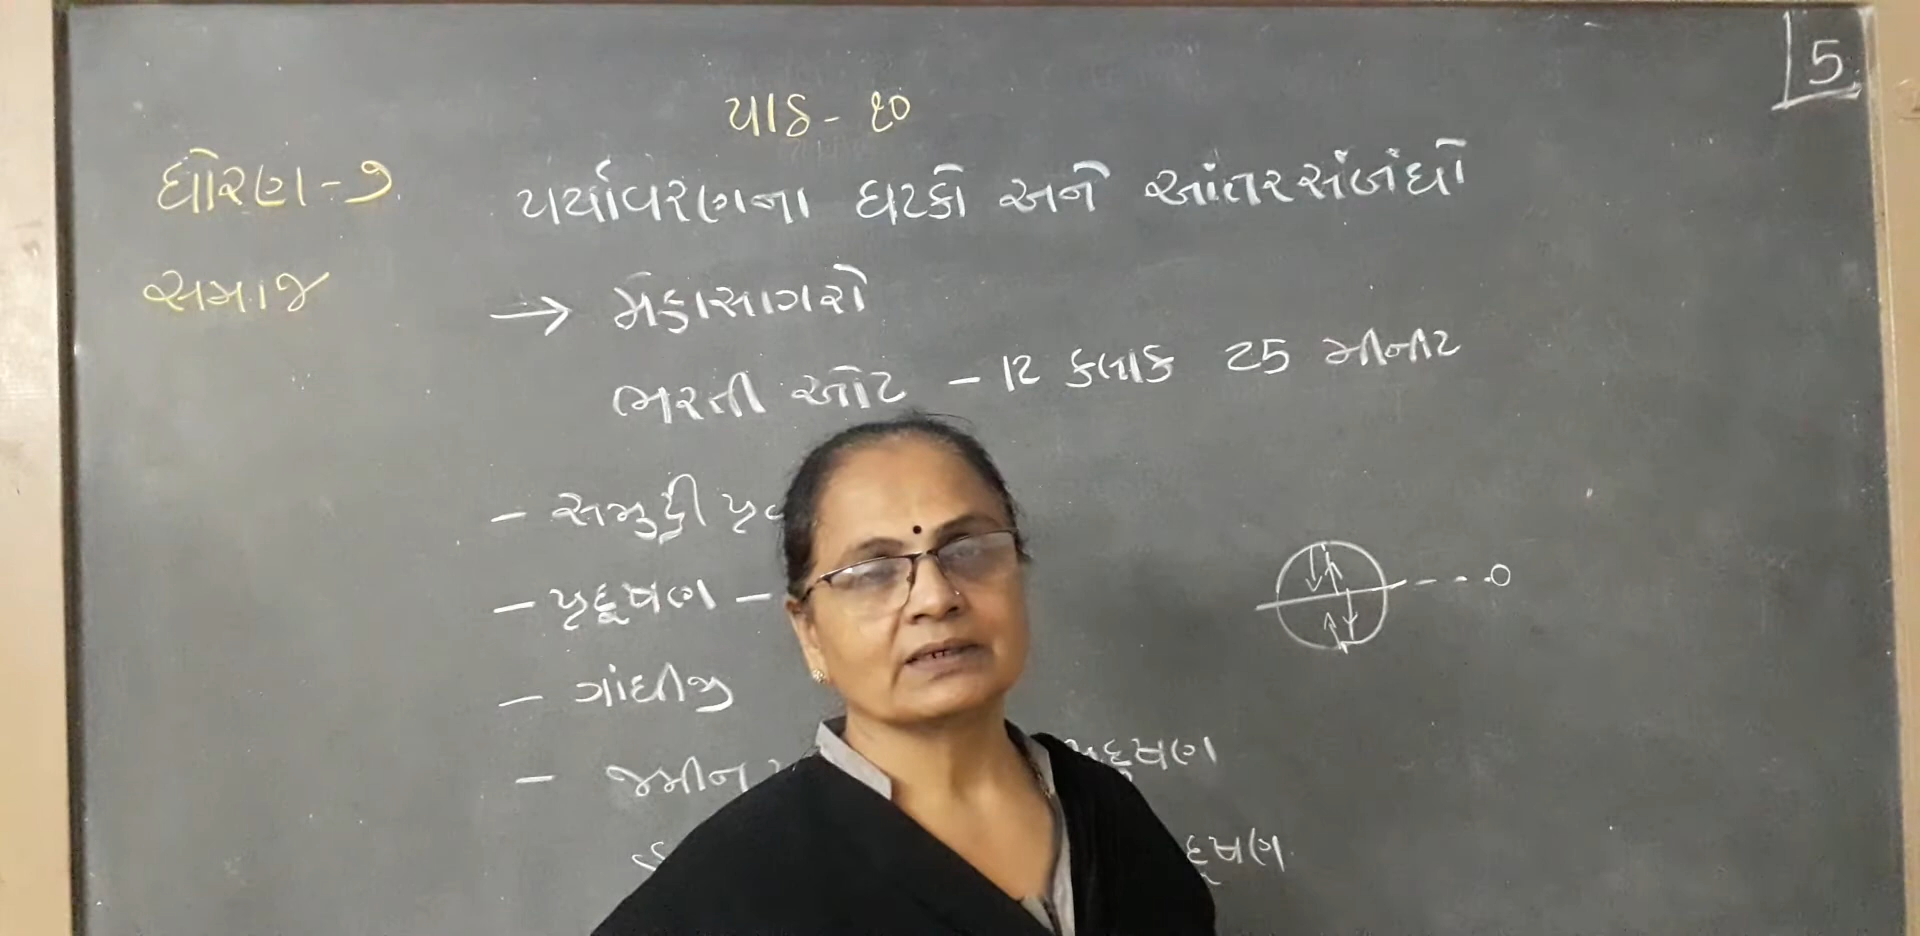 5
પાઠ - ૧૦
ધોરણ - ૭
પર્યાવરણના ઘટકો અને આંતરસંબંધો
સમાજ
→ મહાસાગરો
ભરતી ઓટ - 12 કલાક 25 મીનીટ
- સમુદ્રી
- પ્રદૂષણ -
- ગાંધીજી
- જમીન